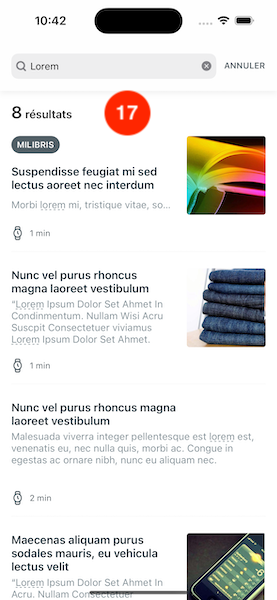 10:42
Lorem
ANNULER
8 résultats
17
MILIBRIS
Suspendisse feugiat mi sed
lectus aoreet nec interdum
Morbi lorem mi, tristique vitae, so...
1 min
Nunc vel purus rhoncus
magna laoreet vestibulum
"Lorem Ipsum Dolor Set Ahmet In
Condinmentum. Nullam Wisi Acru
Suscpit Consectetuer viviamus
Lorem Ipsum Dolor Set Ahmet.
1 min
Nunc vel purus rhoncus magna
laoreet vestibulum
Malesuada viverra integer pellentesque est lorem est,
venenatis eu, nec nulla quis, morbi ac. Congue in
egestas ac ornare nibh, nunc eu aliquam nec.
2 min
Maecenas aliquam purus
sodales mauris, eu vehicula
lectus velit
"Lorem Ipsum Dolor Set Ahmet In
Acru. Nullam Consectetuer